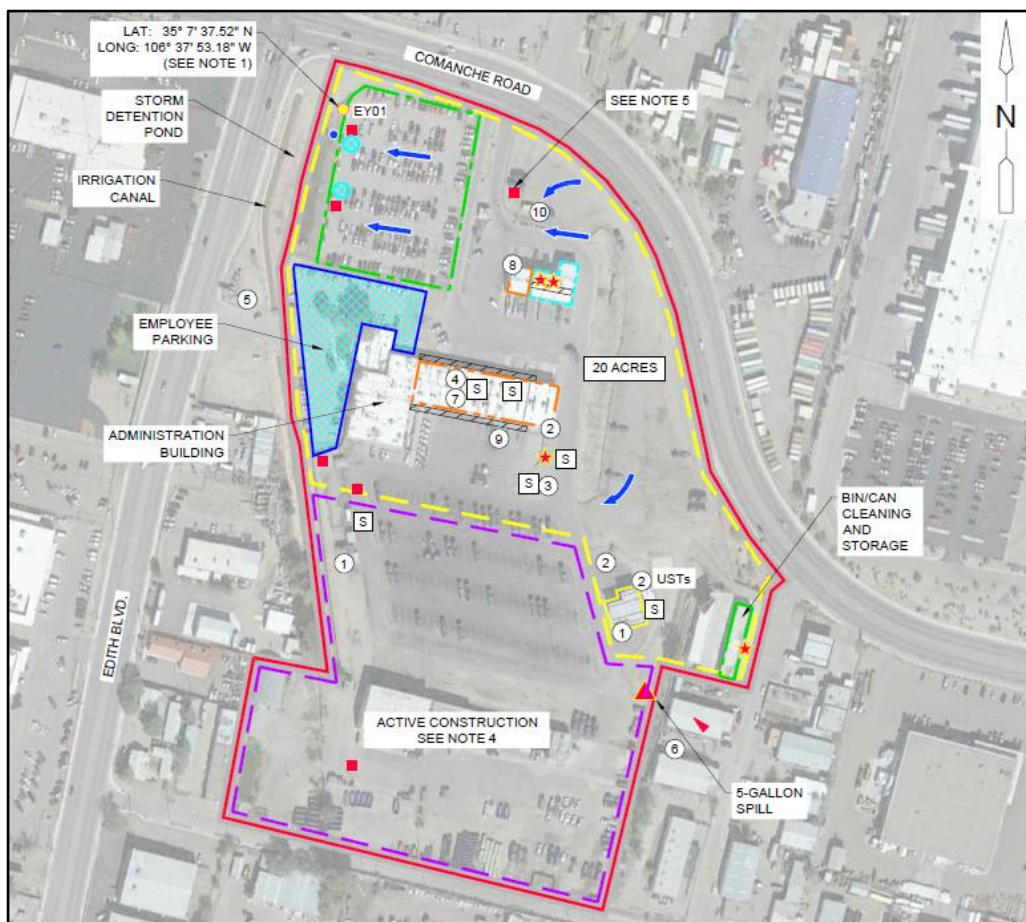 LAT: 35° 7' 37.52" N
LONG: 106° 37' 53.18" W
(SEE NOTE 1)
COMANCHE ROAD
N
STORM
DETENTION
POND
EY01
SEE NOTE 5
IRRIGATION
CANAL
10
8
5
EMPLOYEE
PARKING
20 ACRES
4
S
S
7
ADMINISTRATION
BUILDING
9
2
S
S
3
BIN/CAN
CLEANING
AND
STORAGE
S
1
2
2
USTs
S
1
EDITH BLVD.
ACTIVE CONSTRUCTION
SEE NOTE 4
6
5-GALLON
SPILL